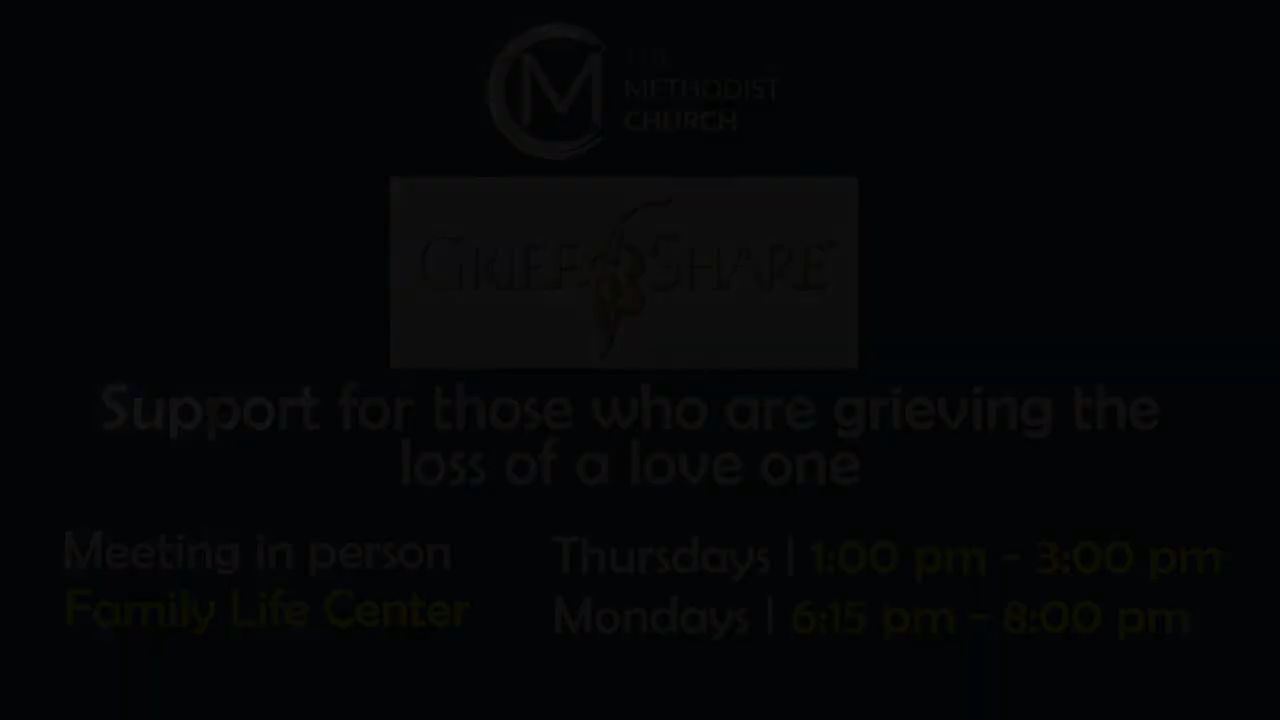 THE
METHODIST
CHURCH
GRIEFSHARE
Support for those who are grieving the
loss of a love one
Meeting in person
Family Life Center
Thursdays | 1:00 pm - 3:00 pm
Mondays | 6:15 pm - 8:00 pm